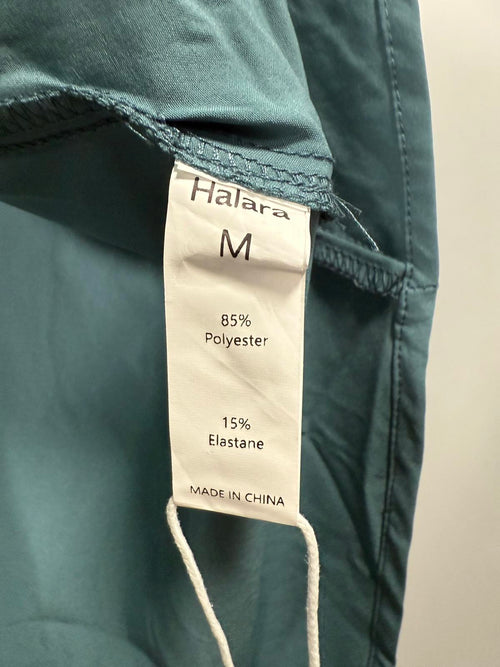 Halara
M
85%
Polyester
15%
Elastane
MADE IN CHINA